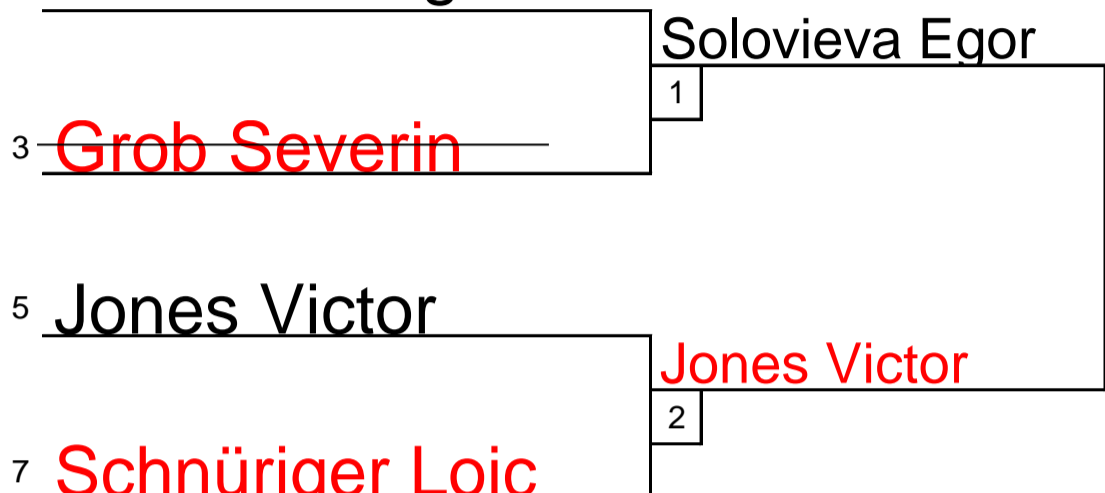 Solovieva Egor
1
3 Grob Severin
5 Jones Victor
Jones Victor
2
7 Schnüriger Loic